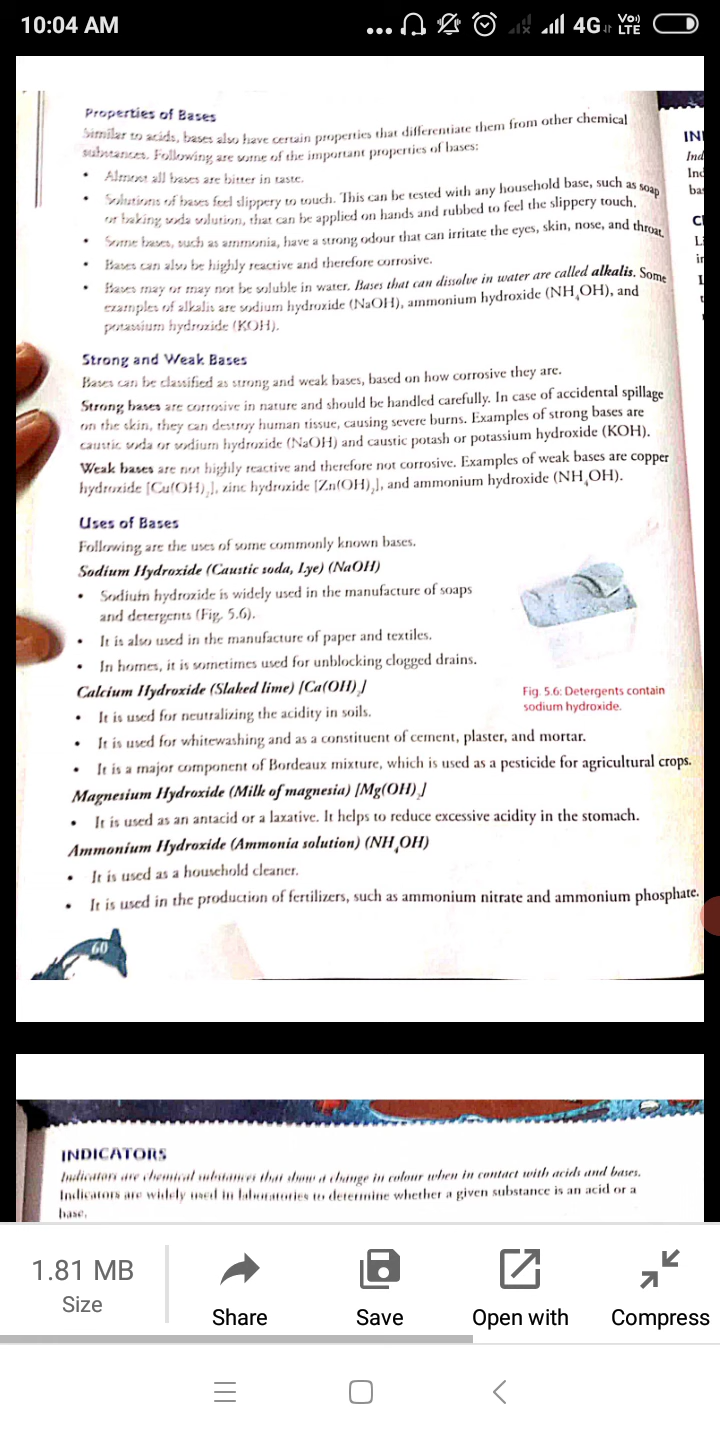 10:04 AM
4G
Vo))
LTE
Properties of Bases
Similar to acids, bases also have certain properties that differentiate them from other chemical
substances. Following are some of the important properties of bases:
• Almost all bases are bitter in taste.
• Solutions of bases feel slippery to touch. This can be tested with any household base, such as soap
or baking soda solution, that can be applied on hands and rubbed to feel the slippery touch.
• Some bases, such as ammonia, have a strong odour that can irritate the eyes, skin, nose, and throat.
• Bases can also be highly reactive and therefore corrosive.
• Bases may or may not be soluble in water. Bases that can dissolve in water are called alkalis. Some
examples of alkalis are sodium hydroxide (NaOH), ammonium hydroxide (NH₄OH), and
potassium hydroxide (KOH).
Strong and Weak Bases
Bases can be classified as strong and weak bases, based on how corrosive they are.
Strong bases are corrosive in nature and should be handled carefully. In case of accidental spillage
on the skin, they can destroy human tissue, causing severe burns. Examples of strong bases are
caustic soda or sodium hydroxide (NaOH) and caustic potash or potassium hydroxide (KOH).
Weak bases are not highly reactive and therefore not corrosive. Examples of weak bases are copper
hydroxide [Cu(OH)₂], zinc hydroxide [Zn(OH)₂], and ammonium hydroxide (NH₄OH).
Uses of Bases
Following are the uses of some commonly known bases.
Sodium Hydroxide (Caustic soda, Lye) (NaOH)
• Sodium hydroxide is widely used in the manufacture of soaps
and detergents (Fig. 5.6).
• It is also used in the manufacture of paper and textiles.
• In homes, it is sometimes used for unblocking clogged drains.
Fig. 5.6: Detergents contain
sodium hydroxide.
Calcium Hydroxide (Slaked lime) [Ca(OH)₂]
• It is used for neutralizing the acidity in soils.
• It is used for whitewashing and as a constituent of cement, plaster, and mortar.
• It is a major component of Bordeaux mixture, which is used as a pesticide for agricultural crops.
Magnesium Hydroxide (Milk of magnesia) [Mg(OH)₂]
• It is used as an antacid or a laxative. It helps to reduce excessive acidity in the stomach.
Ammonium Hydroxide (Ammonia solution) (NH₄OH)
• It is used as a household cleaner.
• It is used in the production of fertilizers, such as ammonium nitrate and ammonium phosphate.
60
INDICATORS
Indicators are chemical substances that show a change in colour when in contact with acids and bases.
Indicators are widely used in laboratories to determine whether a given substance is an acid or a
base.
1.81 MB
Size
Share
Save
Open with
Compress